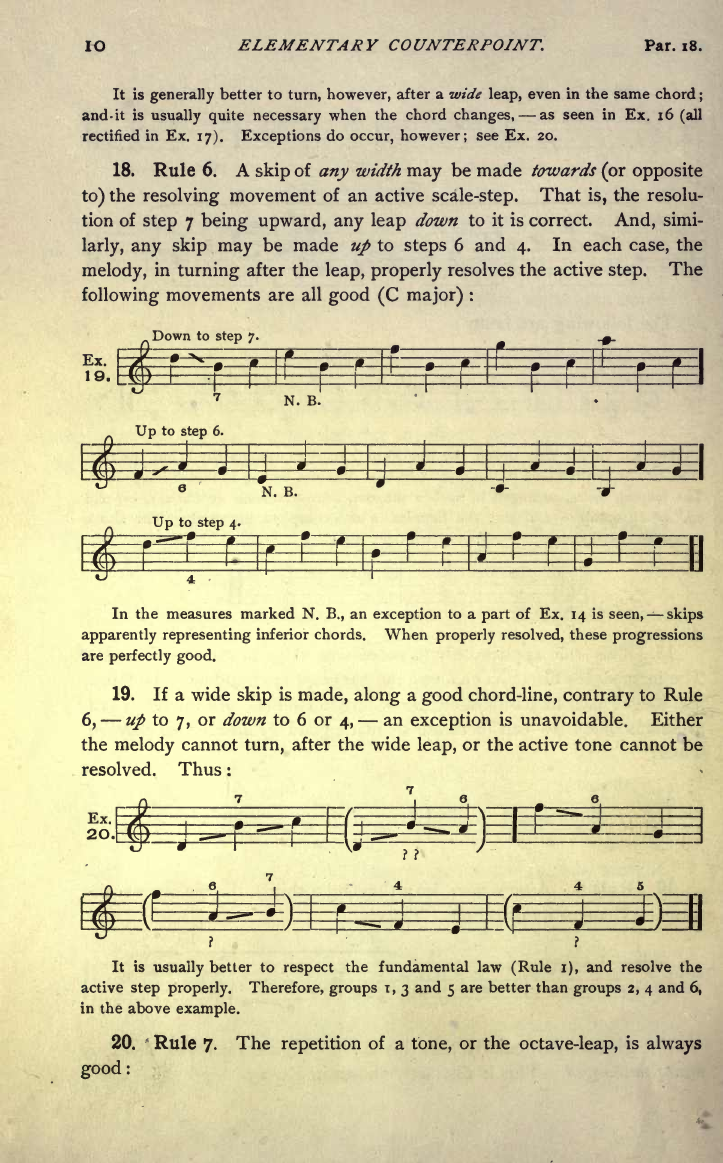 10 ELEMENTARY COUNTERPOINT. Par. 18.
It is generally better to turn, however, after a wide leap, even in the same chord;
and it is usually quite necessary when the chord changes, — as seen in Ex. 16 (all
rectified in Ex. 17). Exceptions do occur, however; see Ex. 20.
18. Rule 6. A skip of any width may be made towards (or opposite
to) the resolving movement of an active scale-step. That is, the resolu-
tion of step 7 being upward, any leap down to it is correct. And, simi-
larly, any skip may be made up to steps 6 and 4. In each case, the
melody, in turning after the leap, properly resolves the active step. The
following movements are all good (C major) :
Down to step 7.
Ex.
19.
7 N. B.
Up to step 6.
6 N. B.
Up to step 4.
4
In the measures marked N. B., an exception to a part of Ex. 14 is seen, — skips
apparently representing inferior chords. When properly resolved, these progressions
are perfectly good.
19. If a wide skip is made, along a good chord-line, contrary to Rule
6, — up to 7, or down to 6 or 4, — an exception is unavoidable. Either
the melody cannot turn, after the wide leap, or the active tone cannot be
resolved. Thus :
7 7 6 6
Ex.
20.
? ?
6 7 4 4 5
? ?
It is usually better to respect the fundamental law (Rule 1), and resolve the
active step properly. Therefore, groups 1, 3 and 5 are better than groups 2, 4 and 6,
in the above example.
20. Rule 7. The repetition of a tone, or the octave-leap, is always
good :